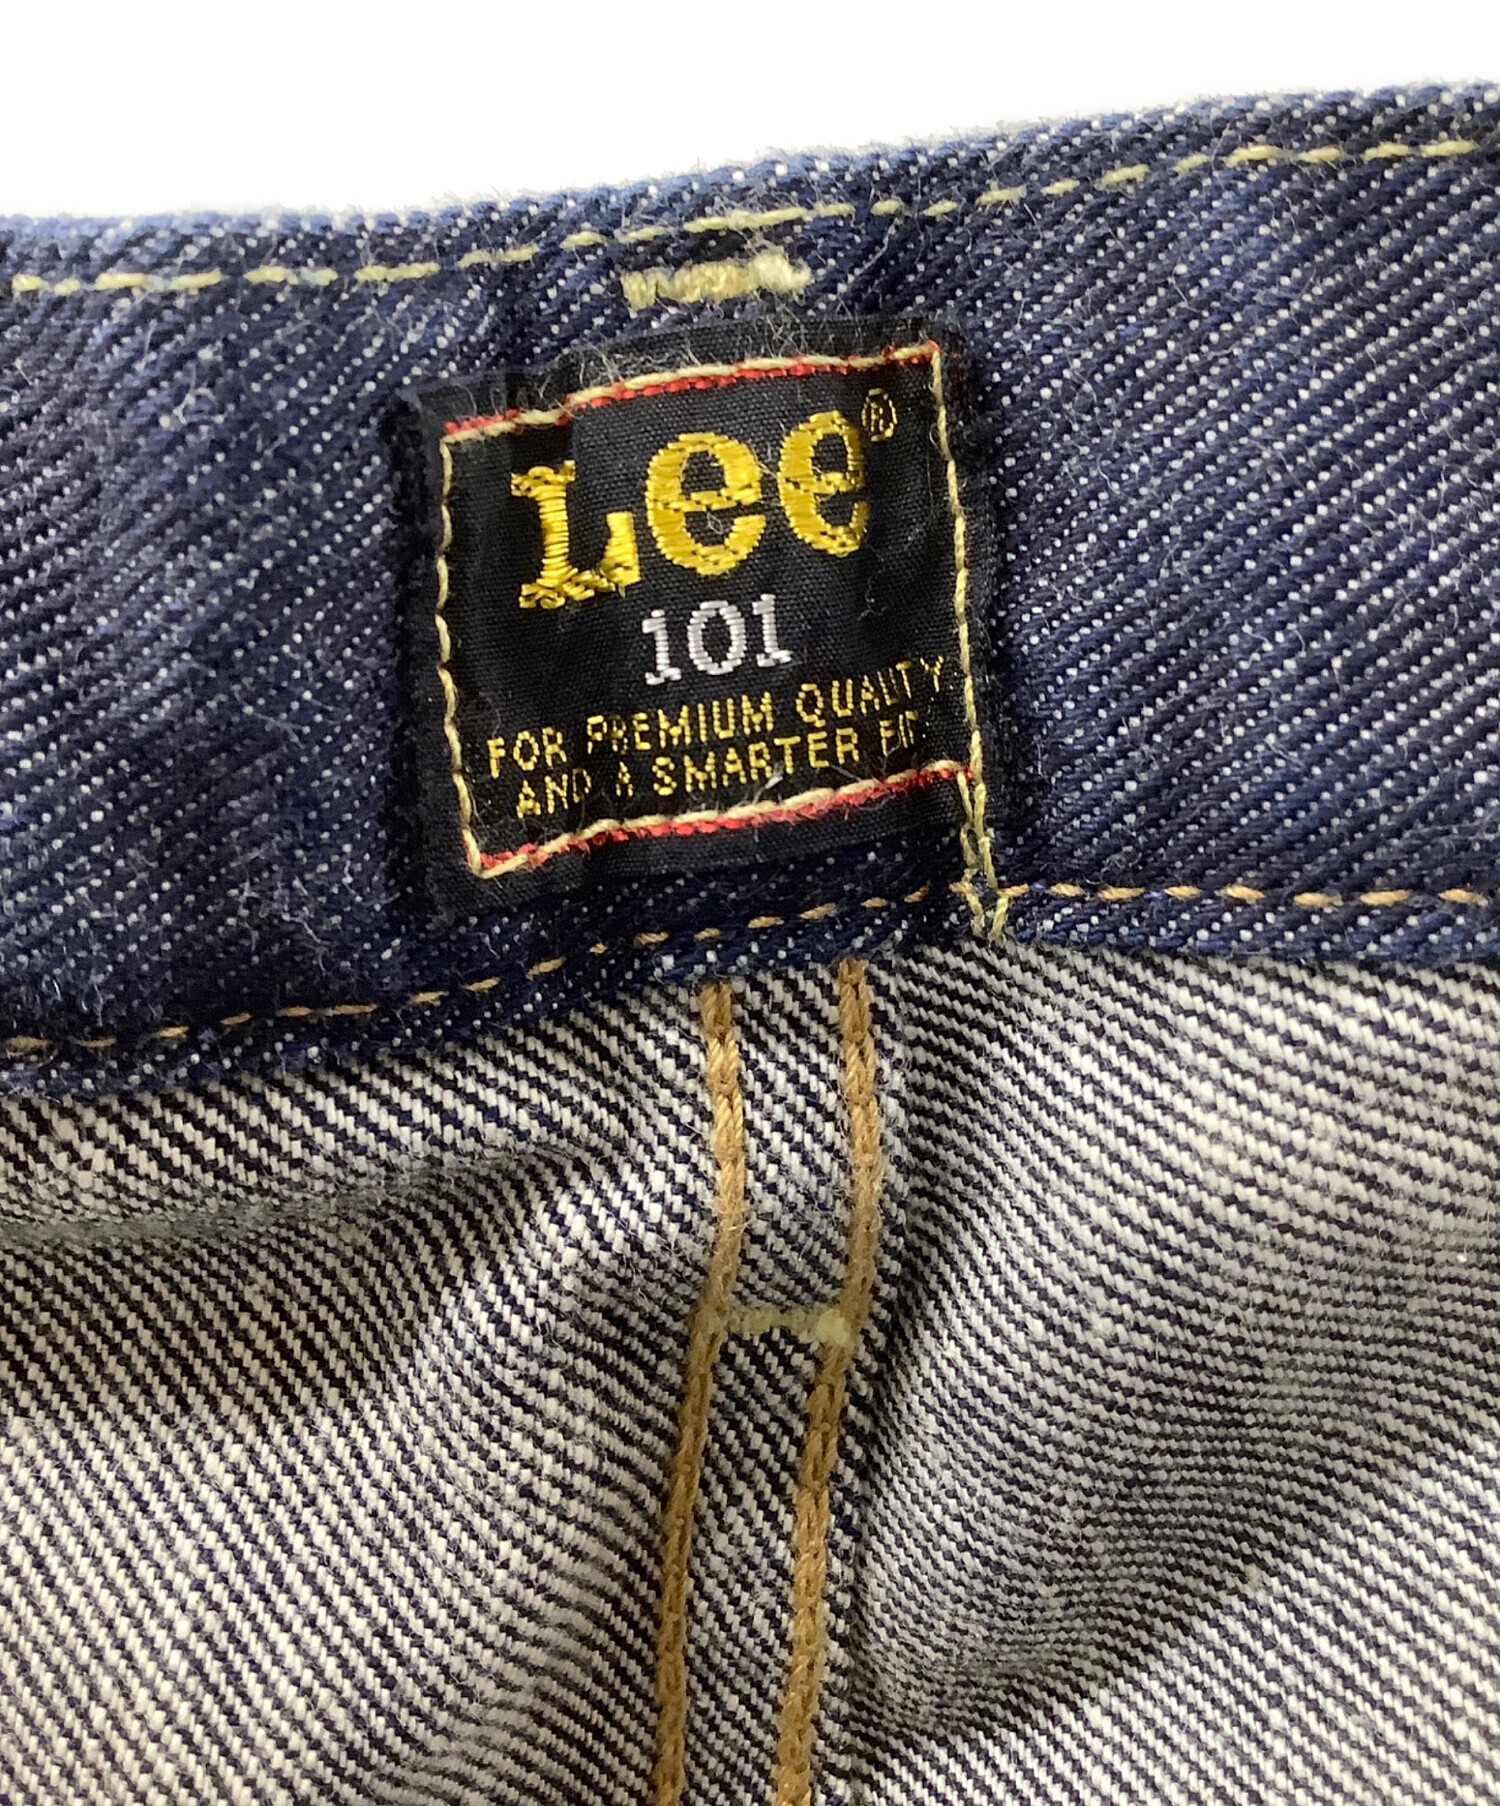 Lee®
101
FOR PREMIUM QUALITY
AND A SMARTER FIT